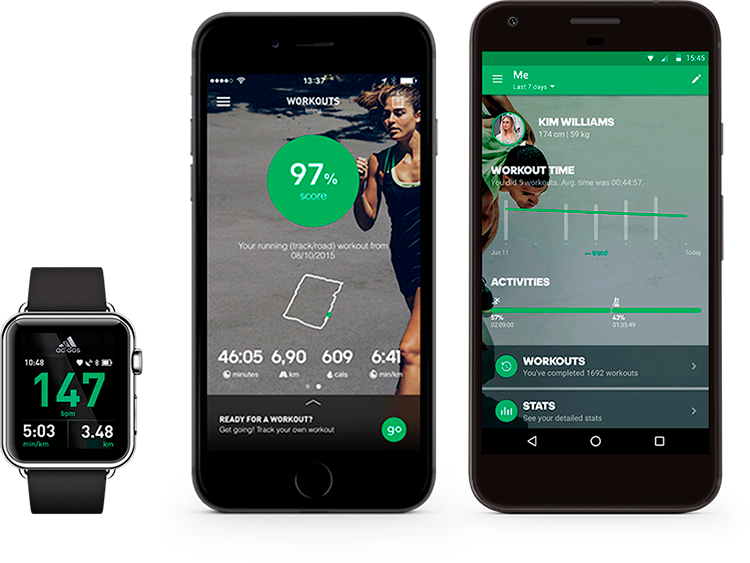 adidas
10:48
147
bpm
5:03 3.48
min/km km
13:37
WORKOUTS
97%
score
Your running (track/road) workout from
08/10/2015
46:05 6,90 609 6:41
minutes km cals min/km
READY FOR A WORKOUT?
Get going! Track your own workout
go
15:45
Me
Last 7 days
KIM WILLIAMS
174 cm | 59 kg
WORKOUT TIME
You did 5 workouts. Avg. time was 00:44:57.
Jun 11 trend Today
ACTIVITIES
57% 43%
02:09:00 01:35:49
WORKOUTS
You've completed 1692 workouts
STATS
See your detailed stats